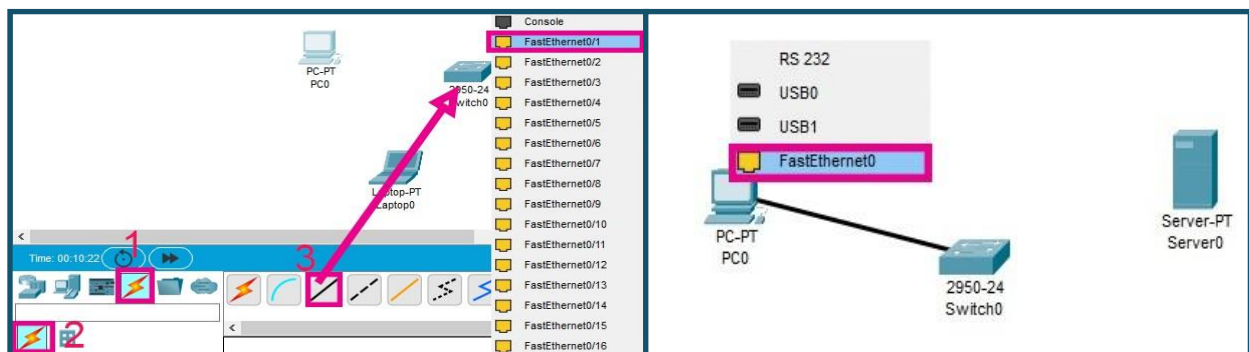 Console
FastEthernet0/1
FastEthernet0/2
FastEthernet0/3
FastEthernet0/4
FastEthernet0/5
FastEthernet0/6
FastEthernet0/7
FastEthernet0/8
FastEthernet0/9
FastEthernet0/10
FastEthernet0/11
FastEthernet0/12
FastEthernet0/13
FastEthernet0/14
FastEthernet0/15
FastEthernet0/16
PC-PT
PC0
2950-24
Switch0
Laptop-PT
Laptop0
Time: 00:10:22
1
2
3
RS 232
USB0
USB1
FastEthernet0
PC-PT
PC0
2950-24
Switch0
Server-PT
Server0